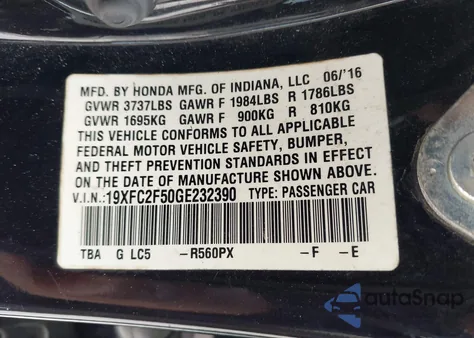 MFD. BY HONDA MFG. OF INDIANA, LLC 06/'16
GVWR 3737LBS GAWR F 1984LBS R 1786LBS
GVWR 1695KG GAWR F 900KG R 810KG
THIS VEHICLE CONFORMS TO ALL APPLICABLE
FEDERAL MOTOR VEHICLE SAFETY, BUMPER,
AND THEFT PREVENTION STANDARDS IN EFFECT
ON THE DATE OF MANUFACTURE SHOWN ABOVE.
V.I.N.:19XFC2F50GE232390 TYPE: PASSENGER CAR
TBA G LC5 –R560PX –F –E
autoSnap